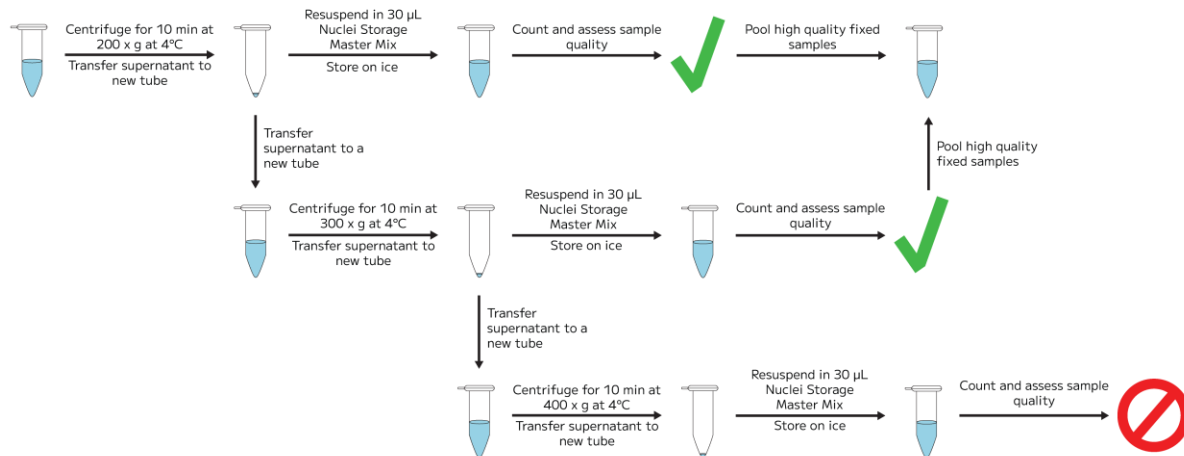 Centrifuge for 10 min at
200 x g at 4ºC
Transfer supernatant to
new tube
Resuspend in 30 µL
Nuclei Storage
Master Mix
Store on ice
Count and assess sample
quality
Pool high quality fixed
samples
Transfer
supernatant to a
new tube
Pool high quality
fixed samples
Centrifuge for 10 min at
300 x g at 4ºC
Transfer supernatant to
new tube
Resuspend in 30 µL
Nuclei Storage
Master Mix
Store on ice
Count and assess sample
quality
Transfer
supernatant to a
new tube
Centrifuge for 10 min at
400 x g at 4ºC
Transfer supernatant to
new tube
Resuspend in 30 µL
Nuclei Storage
Master Mix
Store on ice
Count and assess sample
quality